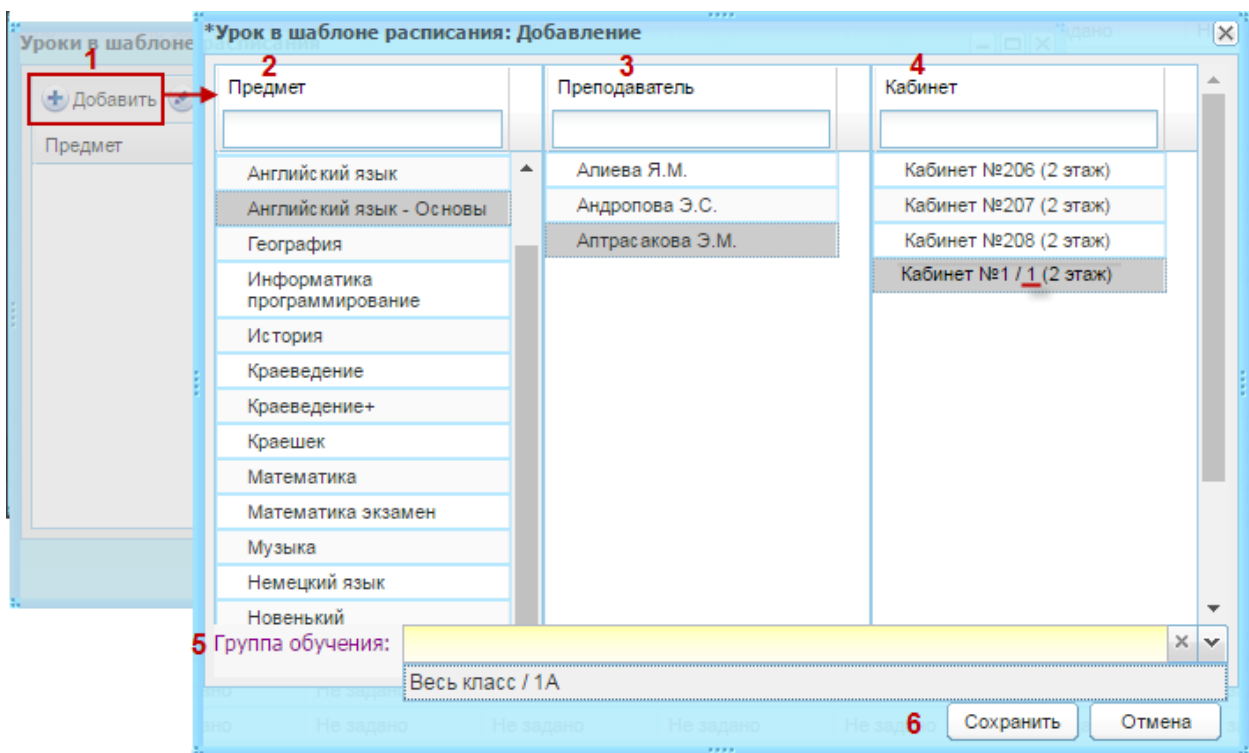 *Урок в шаблоне расписания: Добавление
Уроки в шаблоне расписания
1
Добавить
Предмет
2
Предмет
3
Преподаватель
4
Кабинет
Английский язык
Английский язык - Основы
География
Информатика
программирование
История
Краеведение
Краеведение+
Краешек
Математика
Математика экзамен
Музыка
Немецкий язык
Новенький
Алиева Я.М.
Андропова Э.С.
Аптрасакова Э.М.
Кабинет №206 (2 этаж)
Кабинет №207 (2 этаж)
Кабинет №208 (2 этаж)
Кабинет №1 / 1 (2 этаж)
5 Группа обучения:
Весь класс / 1А
Не задано
Не задано Не задано Не задано
6
Сохранить
Отмена